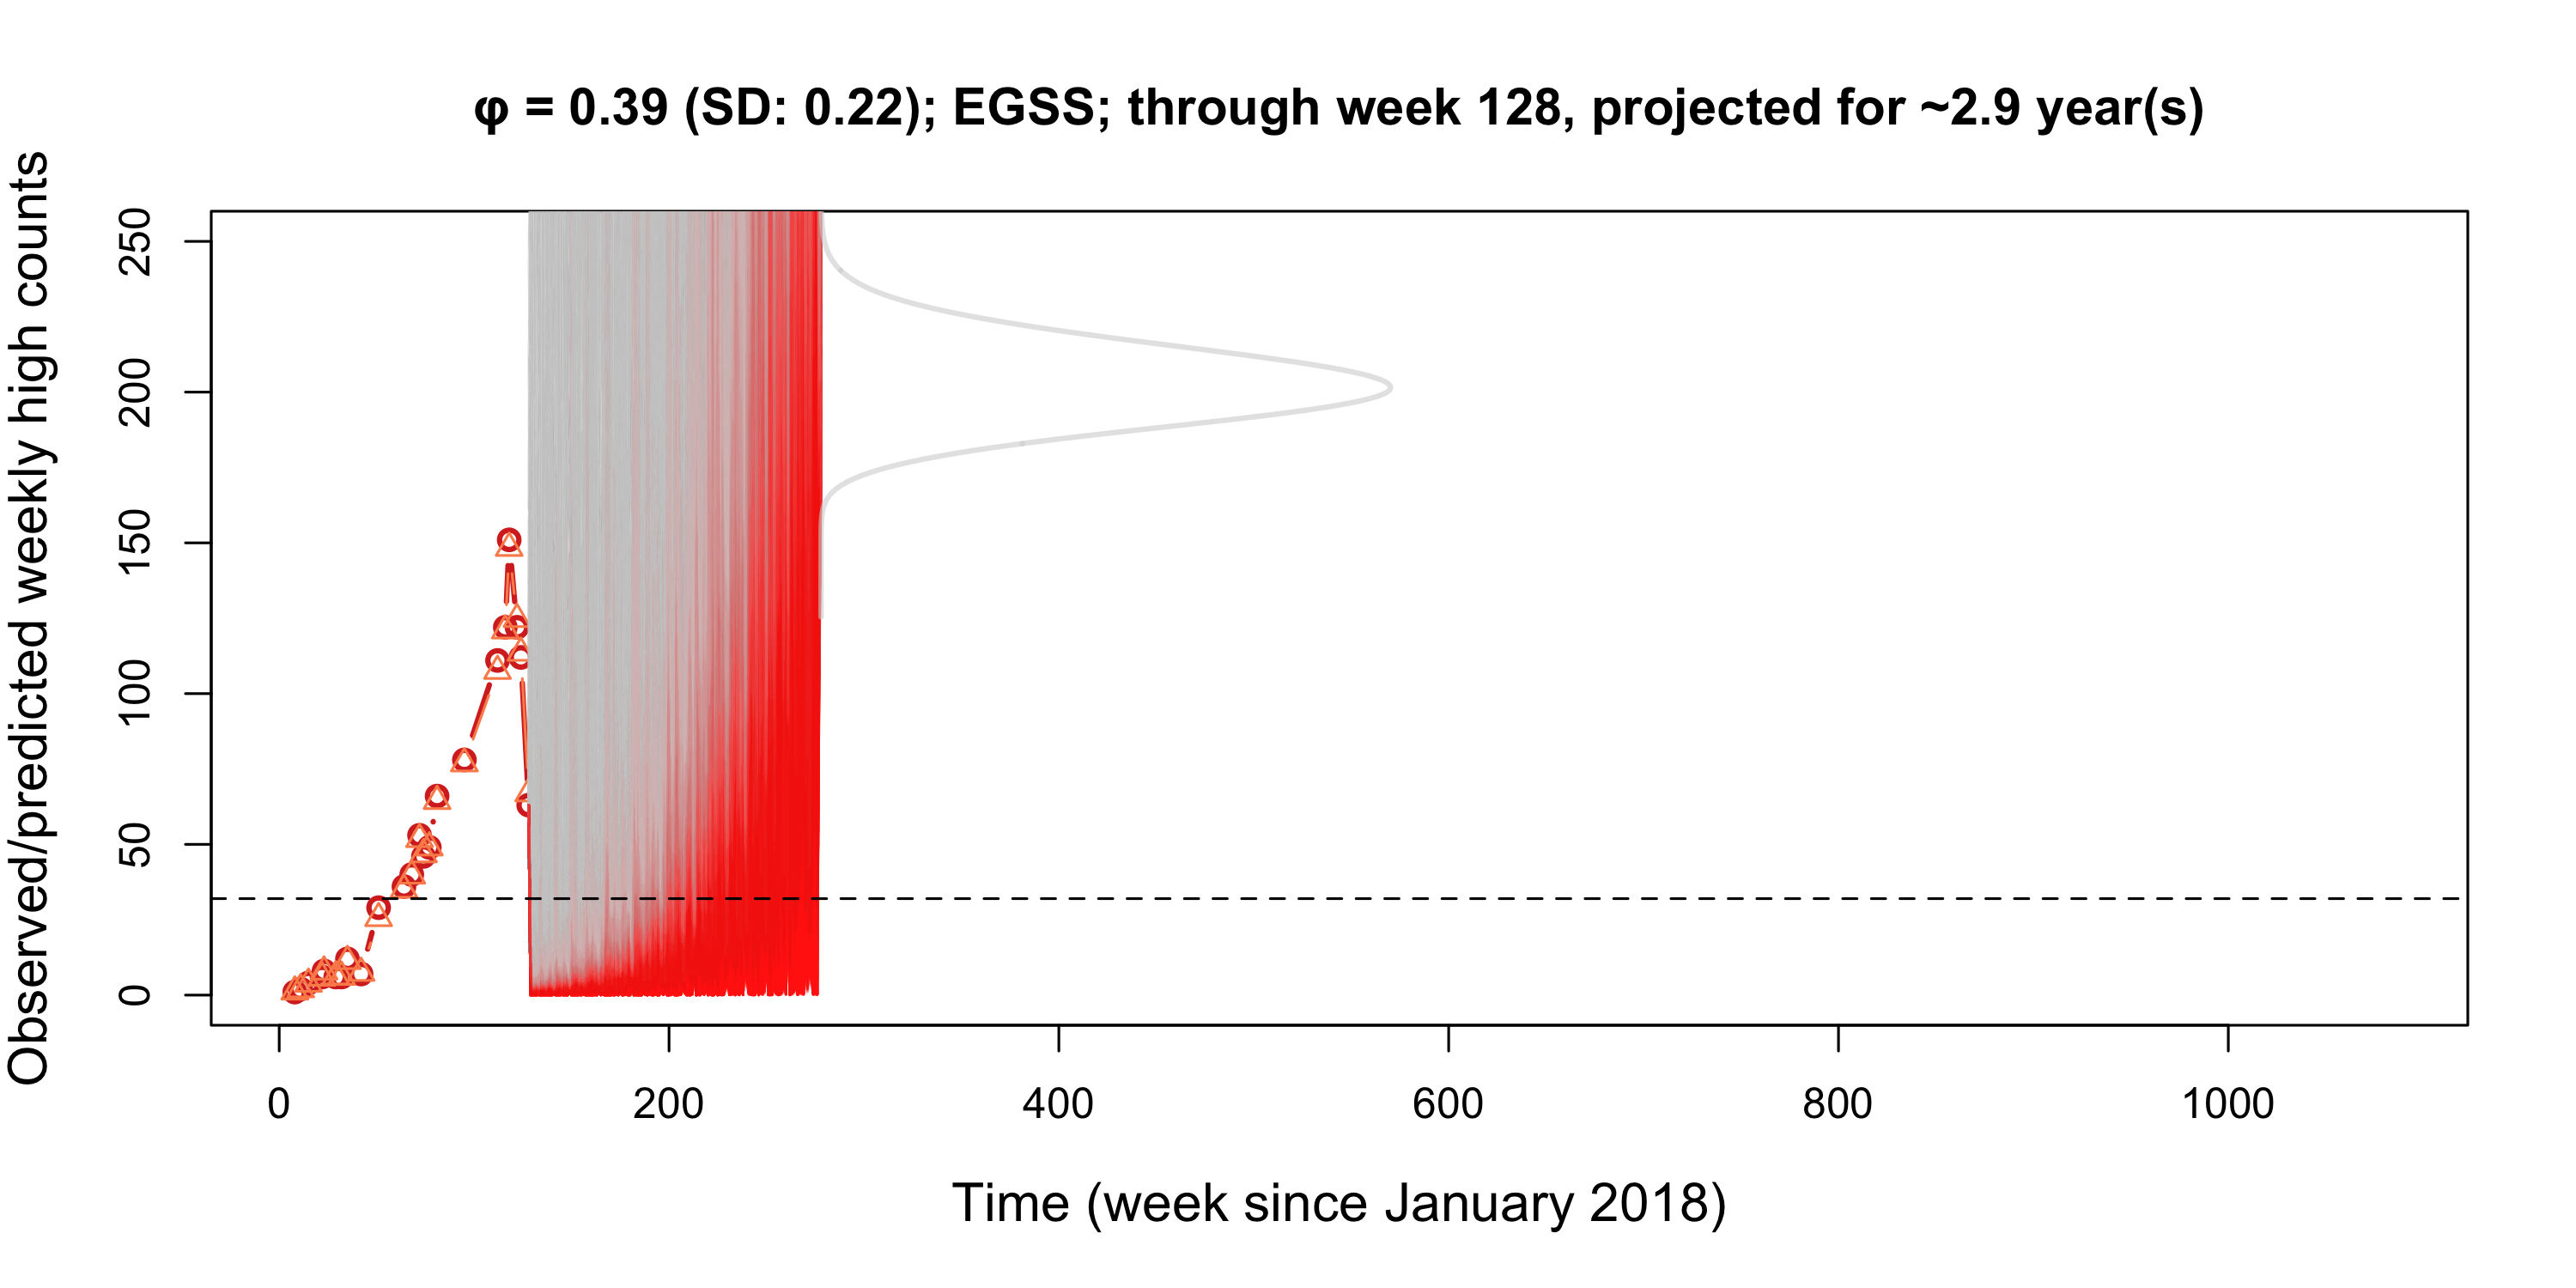 φ = 0.39 (SD: 0.22); EGSS; through week 128, projected for ~2.9 year(s)
Observed/predicted weekly high counts
250
200
150
100
50
0
0 200 400 600 800 1000
Time (week since January 2018)